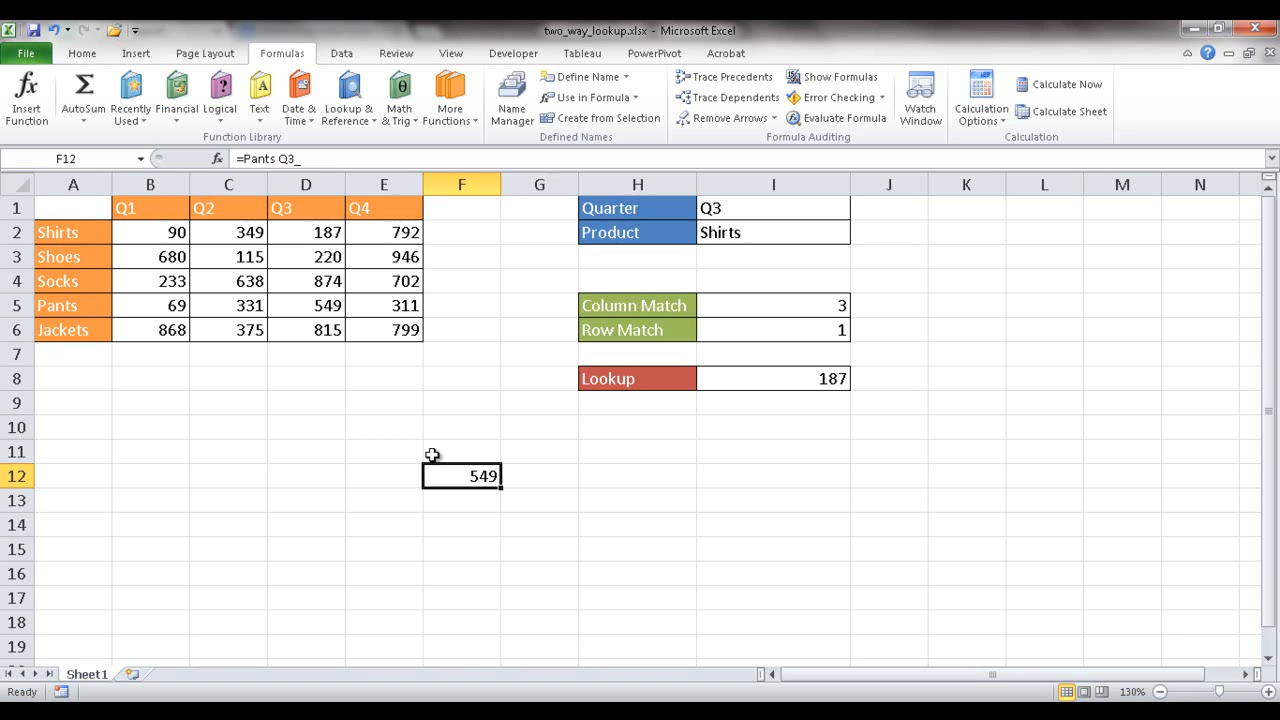 two_way_lookup.xlsx - Microsoft Excel
File Home Insert Page Layout Formulas Data Review View Developer Tableau PowerPivot Acrobat
Insert Function
AutoSum
Recently Used
Financial
Logical
Text
Date & Time
Lookup & Reference
Math & Trig
More Functions
Function Library
Name Manager
Define Name
Use in Formula
Create from Selection
Defined Names
Trace Precedents
Trace Dependents
Remove Arrows
Show Formulas
Error Checking
Evaluate Formula
Formula Auditing
Watch Window
Calculation Options
Calculate Now
Calculate Sheet
Calculation
F12 fx =Pants Q3_
A B C D E F G H I J K L M N
1 Q1 Q2 Q3 Q4 Quarter Q3
2 Shirts 90 349 187 792 Product Shirts
3 Shoes 680 115 220 946
4 Socks 233 638 874 702
5 Pants 69 331 549 311 Column Match 3
6 Jackets 868 375 815 799 Row Match 1
7
8 Lookup 187
9
10
11
12 549
13
14
15
16
17
18
19
Sheet1
Ready 130%